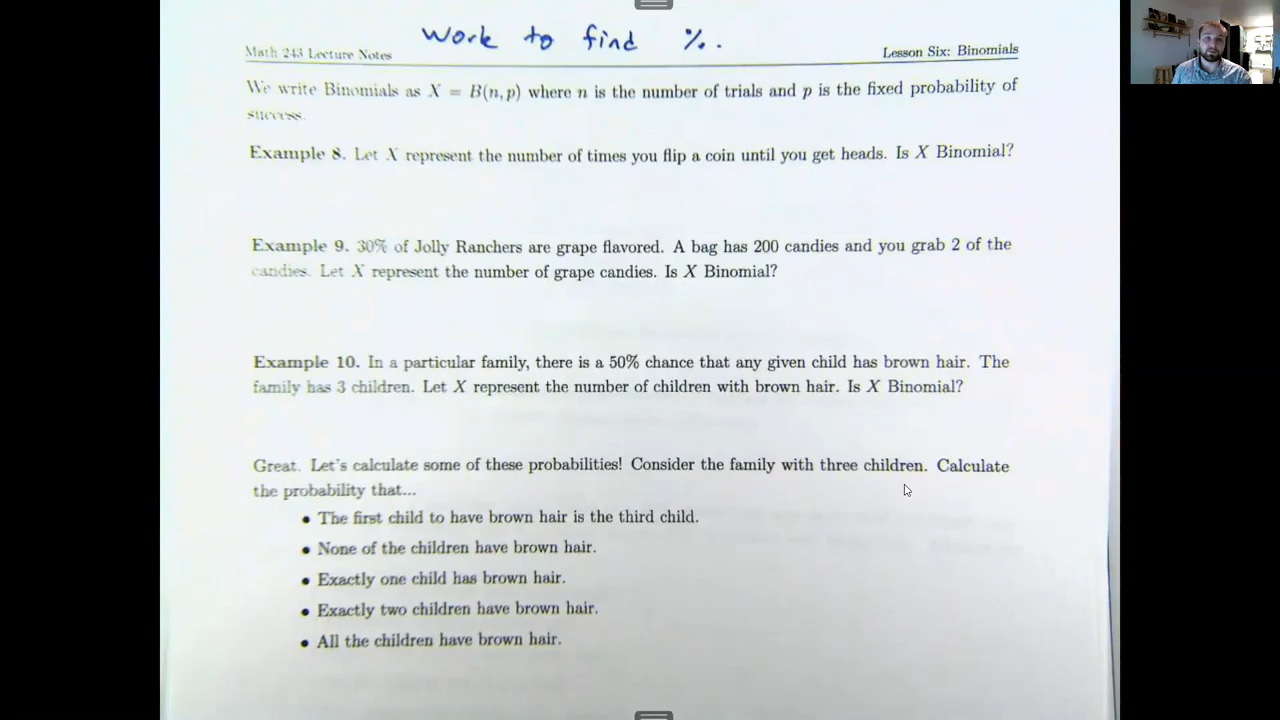 Work to find %.
Math 243 Lecture Notes
Lesson Six: Binomials
We write Binomials as X = B(n, p) where n is the number of trials and p is the fixed probability of
success.
Example 8. Let X represent the number of times you flip a coin until you get heads. Is X Binomial?
Example 9. 30% of Jolly Ranchers are grape flavored. A bag has 200 candies and you grab 2 of the
candies. Let X represent the number of grape candies. Is X Binomial?
Example 10. In a particular family, there is a 50% chance that any given child has brown hair. The
family has 3 children. Let X represent the number of children with brown hair. Is X Binomial?
Great. Let's calculate some of these probabilities! Consider the family with three children. Calculate
the probability that...
• The first child to have brown hair is the third child.
• None of the children have brown hair.
• Exactly one child has brown hair.
• Exactly two children have brown hair.
• All the children have brown hair.